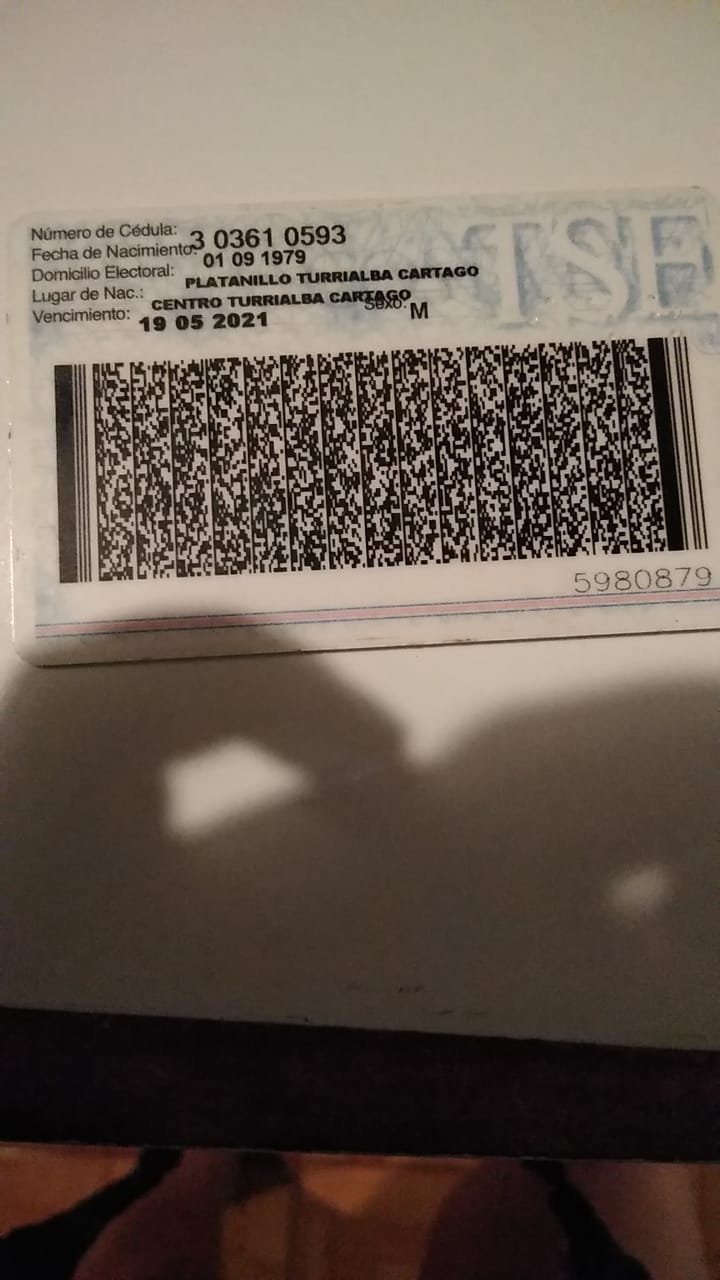 TSE
Número de Cédula: 3 0361 0593
Fecha de Nacimiento: 01 09 1979
Domicilio Electoral: PLATANILLO TURRIALBA CARTAGO
Lugar de Nac.: CENTRO TURRIALBA CARTAGO
Sexo: M
Vencimiento: 19 05 2021
5980879